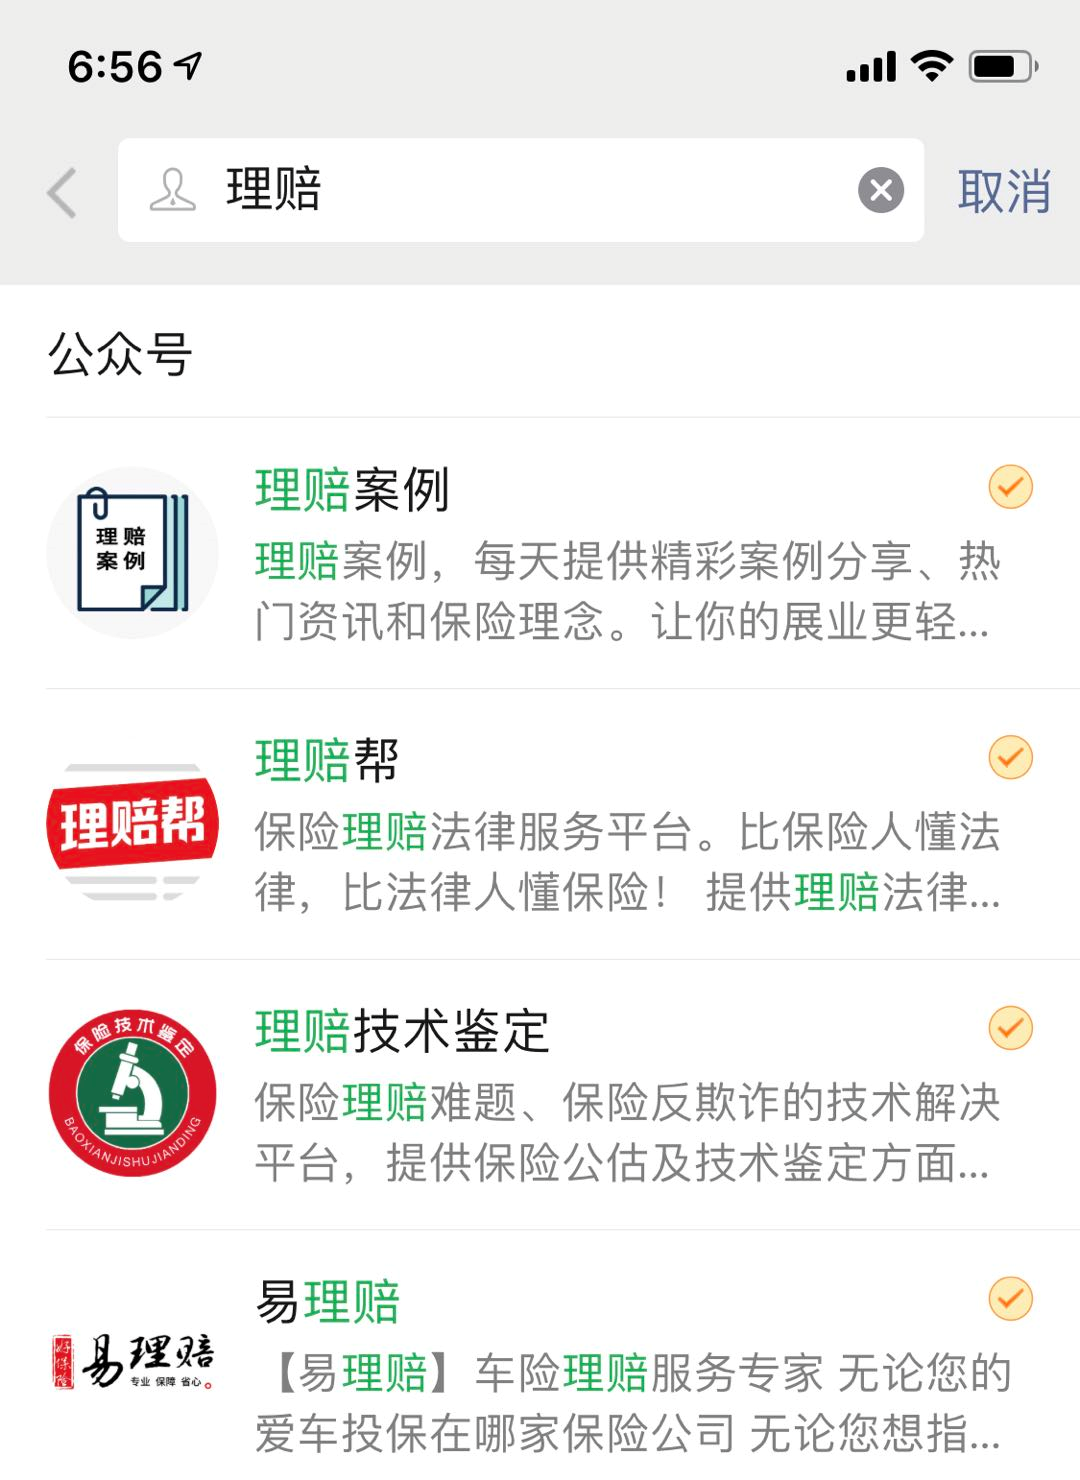 6:56
理赔
取消
公众号
理赔
案例
理赔案例
理赔案例，每天提供精彩案例分享、热
门资讯和保险理念。让你的展业更轻...
理赔帮
理赔帮
保险理赔法律服务平台。比保险人懂法
律，比法律人懂保险！ 提供理赔法律...
保险技术鉴定
BAOXIANJISHUJIANDING
理赔技术鉴定
保险理赔难题、保险反欺诈的技术解决
平台，提供保险公估及技术鉴定方面...
好保险
易理赔
专业 保障 省心。
易理赔
【易理赔】车险理赔服务专家 无论您的
爱车投保在哪家保险公司 无论您想指...